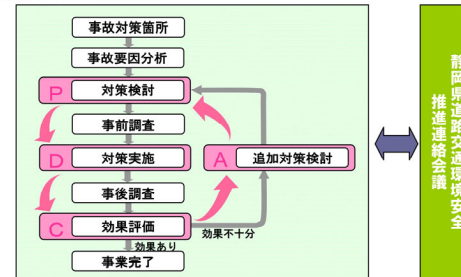 事故対策箇所
事故要因分析
P 対策検討
事前調査
D 対策実施
A 追加対策検討
事後調査
C 効果評価
効果不十分
効果あり
事業完了
静岡県道路交通環境安全
推進連絡会議